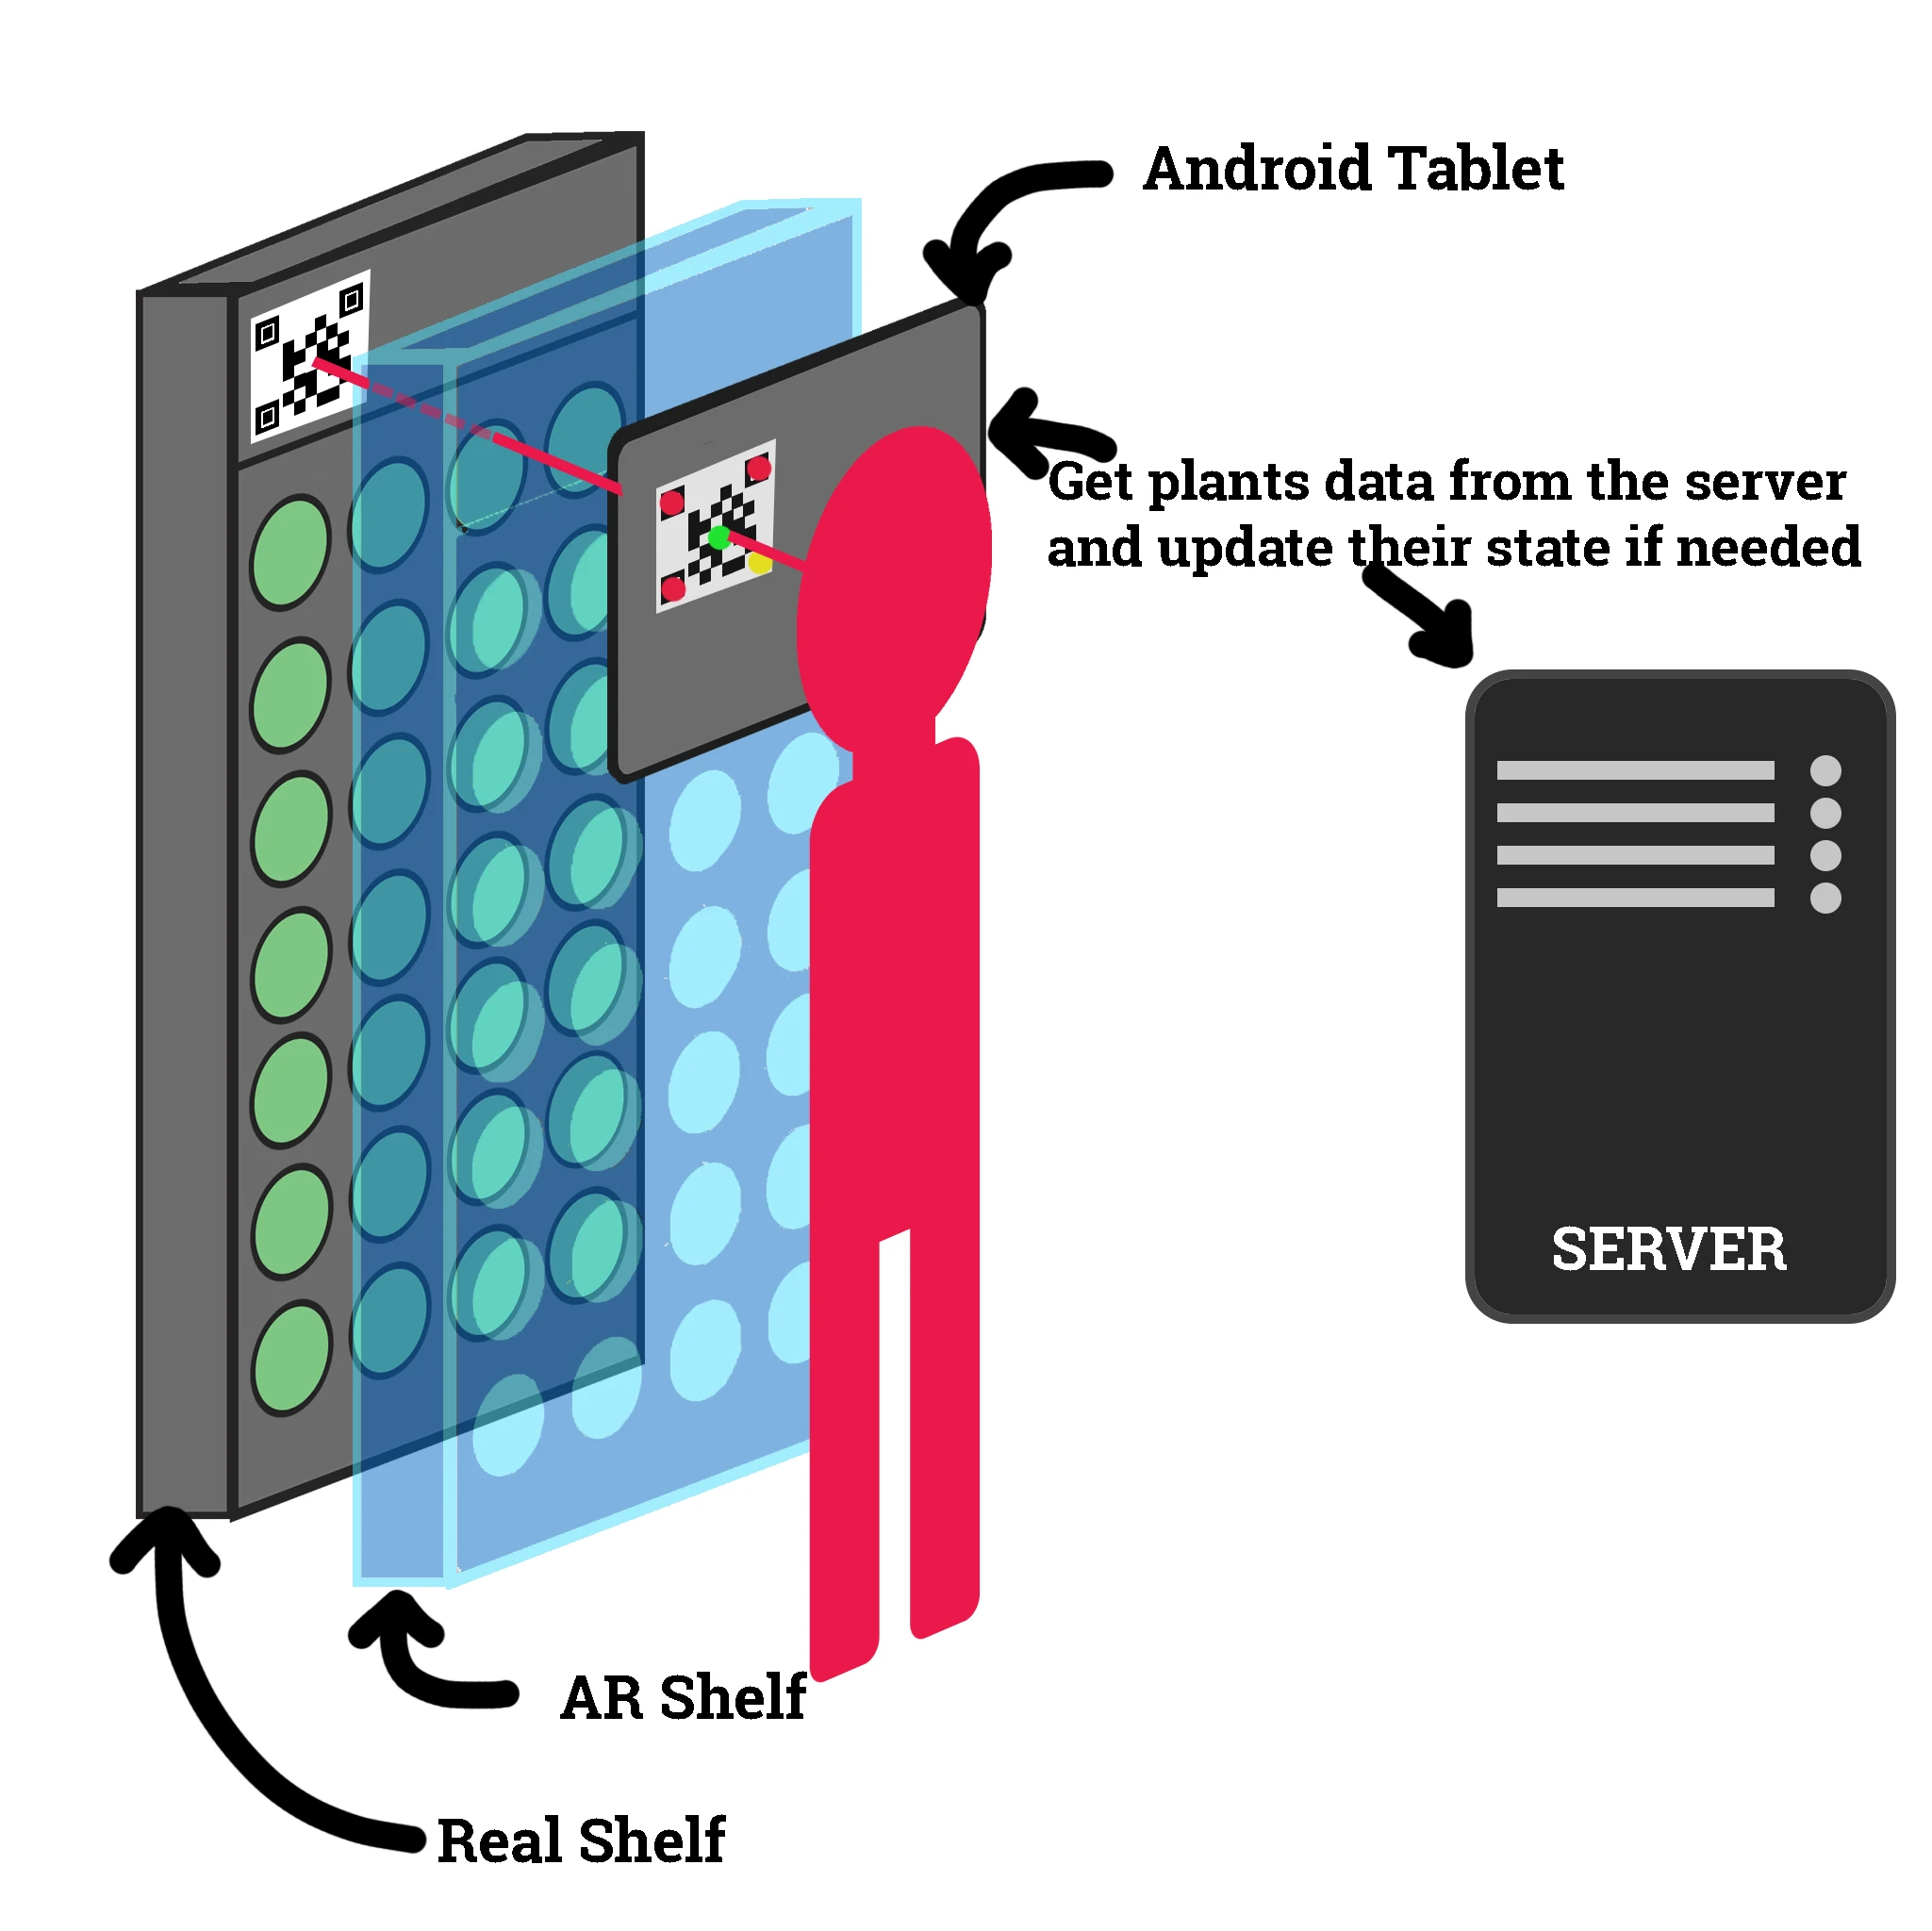 Android Tablet
Get plants data from the server
and update their state if needed
SERVER
AR Shelf
Real Shelf